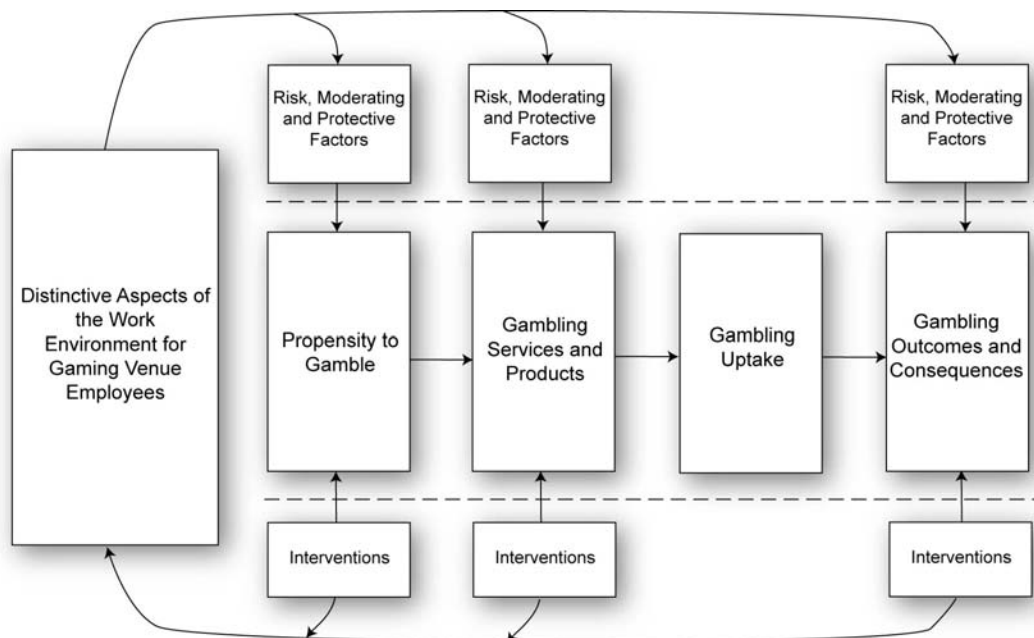 Risk, Moderating
and Protective
Factors
Risk, Moderating
and Protective
Factors
Risk, Moderating
and Protective
Factors
Distinctive Aspects of
the Work
Environment for
Gaming Venue
Employees
Propensity to
Gamble
Gambling
Services and
Products
Gambling
Uptake
Gambling
Outcomes and
Consequences
Interventions
Interventions
Interventions